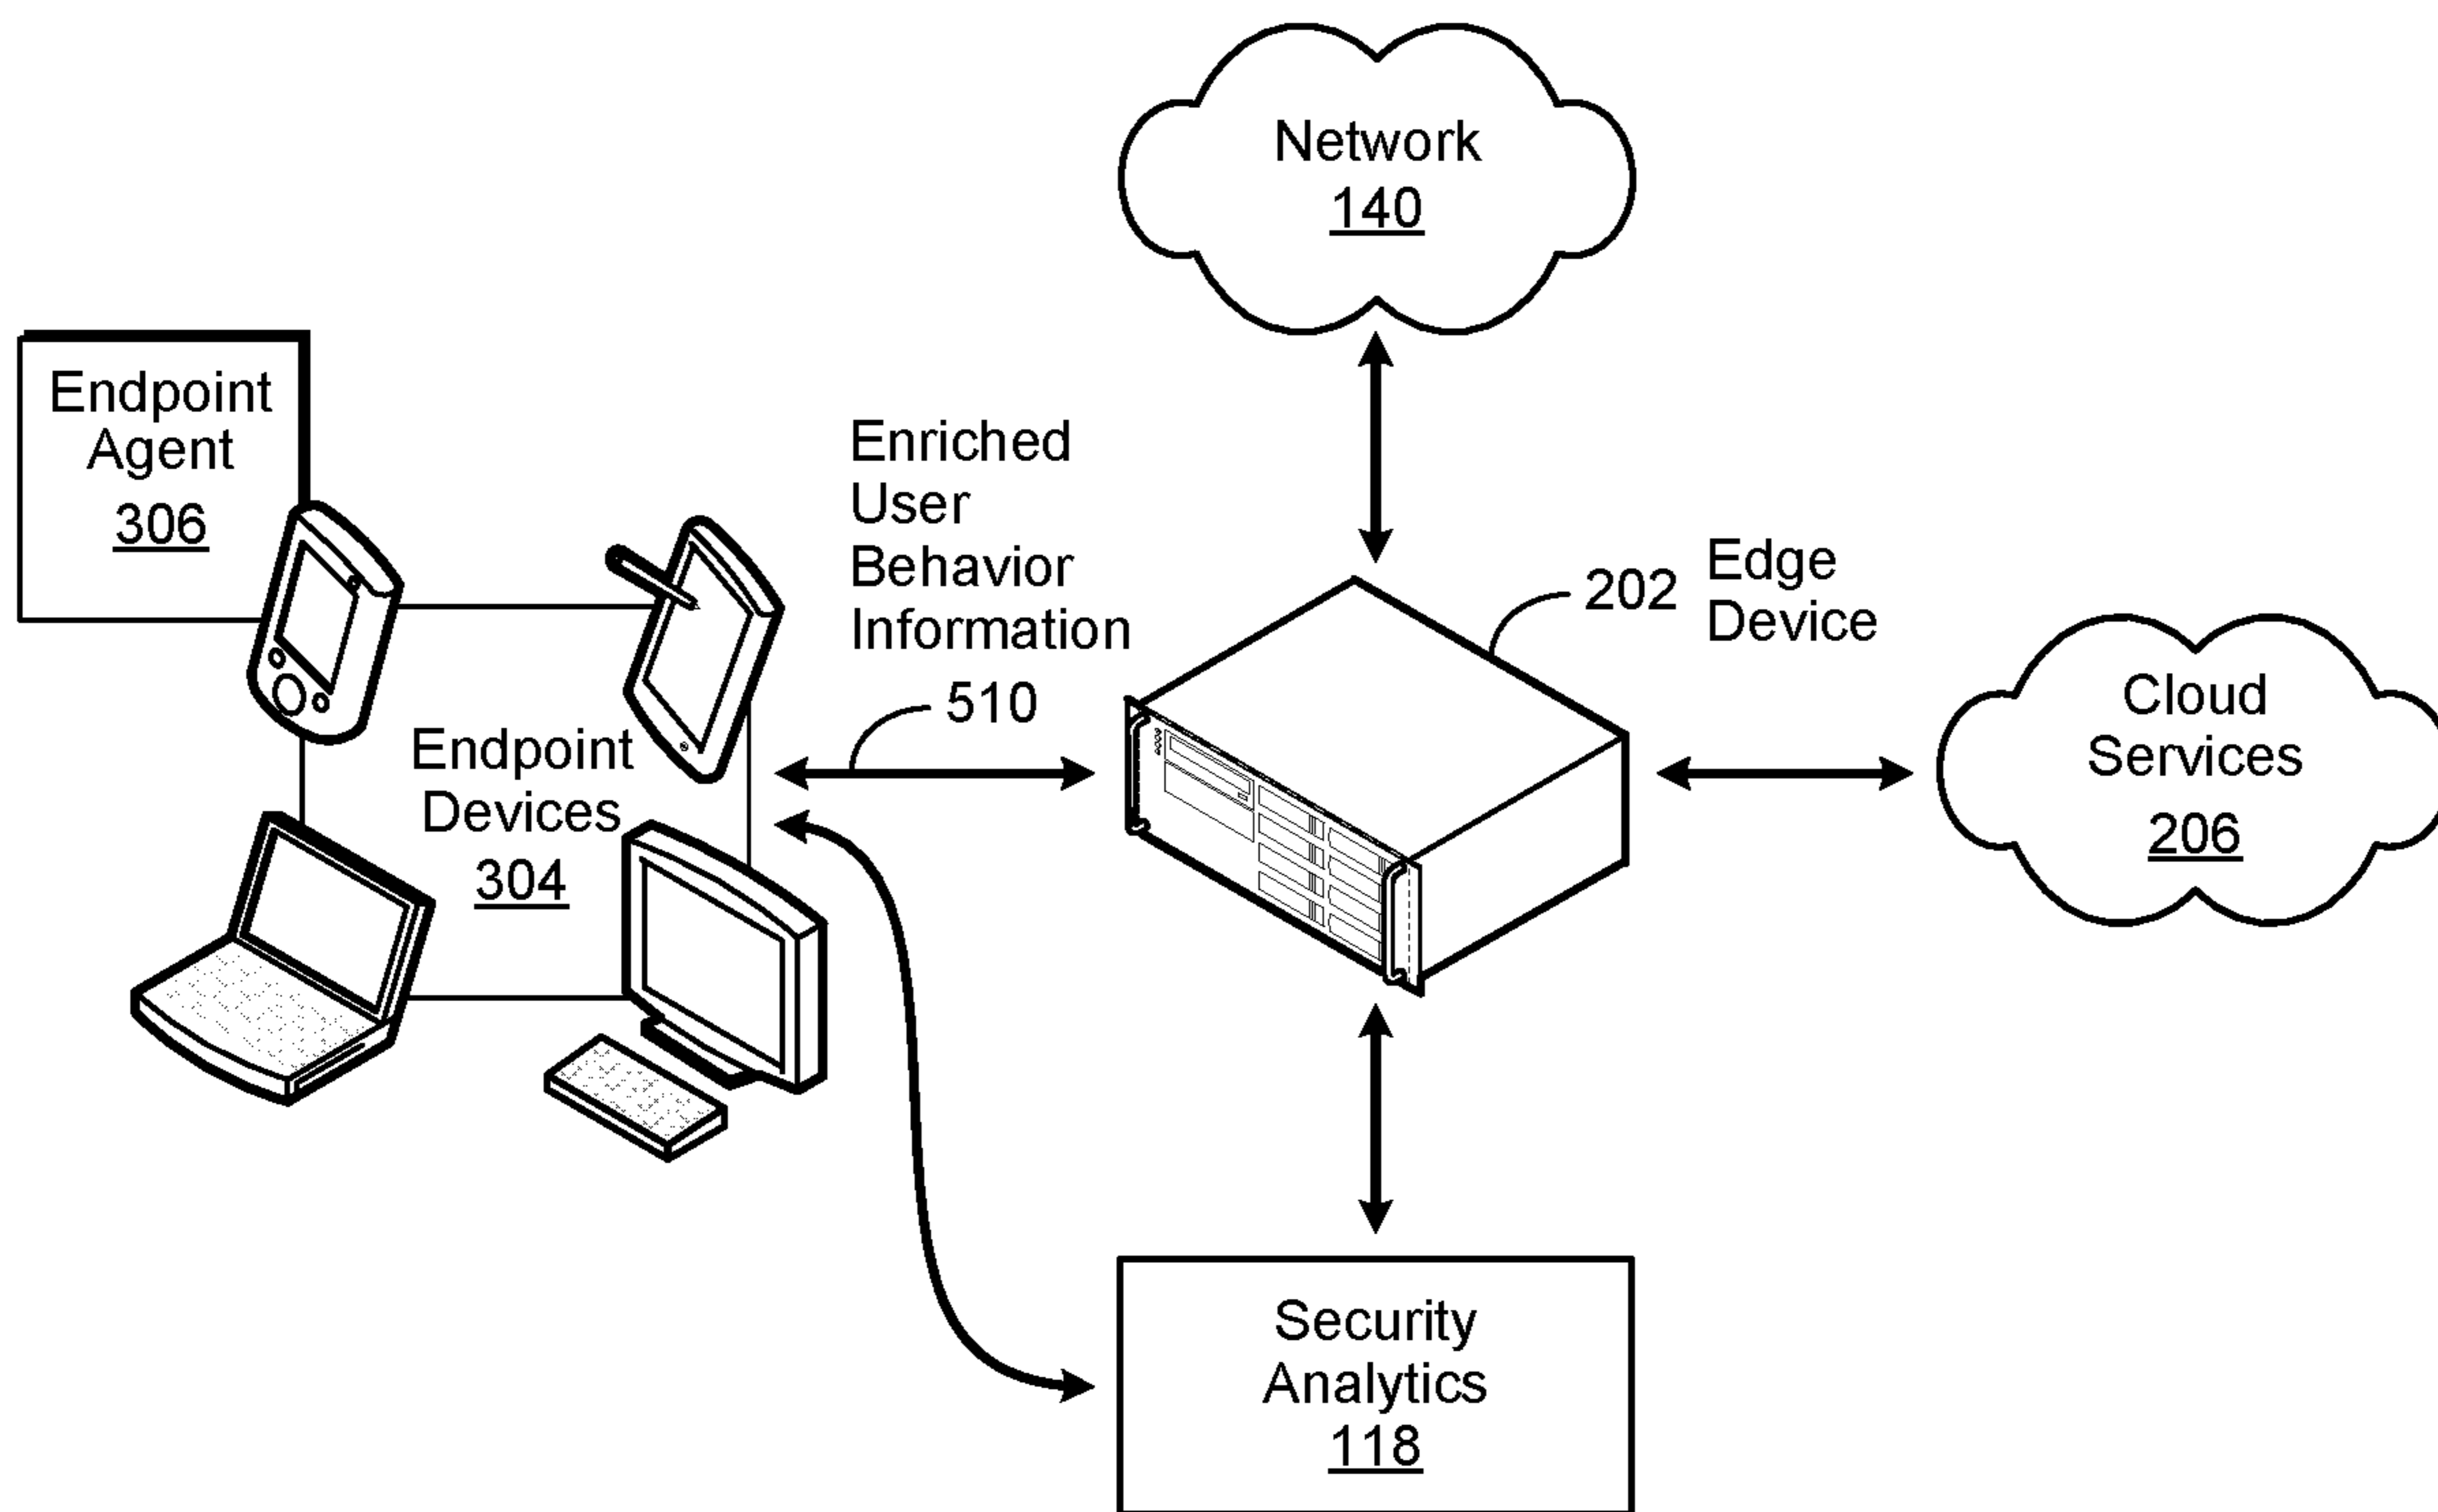 Network
140
Endpoint
Agent
306
Enriched
User
Behavior
Information
510
202
Edge
Device
Cloud
Services
206
Endpoint
Devices
304
Security
Analytics
118